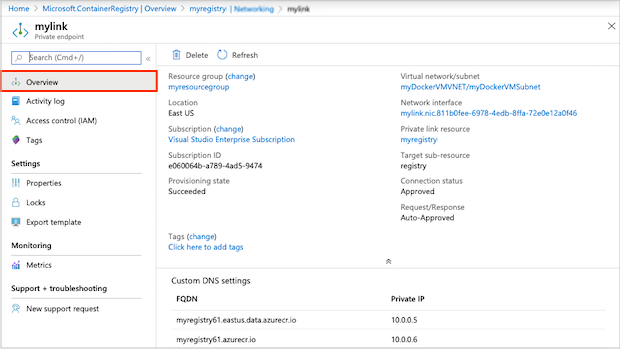 Home > Microsoft.ContainerRegistry | Overview > myregistry | Networking > mylink
mylink
Private endpoint
Search (Cmd+/)
Delete Refresh
Overview
Activity log
Access control (IAM)
Tags
Settings
Properties
Locks
Export template
Monitoring
Metrics
Support + troubleshooting
New support request
Resource group (change)
myresourcegroup
Location
East US
Subscription (change)
Visual Studio Enterprise Subscription
Subscription ID
e060064b-a789-4ad5-9474
Provisioning state
Succeeded
Virtual network/subnet
myDockerVMVNET/myDockerVMSubnet
Network interface
mylink.nic.811b0fee-6978-4edb-8ffa-72e0e12a0f46
Private link resource
myregistry
Target sub-resource
registry
Connection status
Approved
Request/Response
Auto-Approved
Tags (change)
Click here to add tags
Custom DNS settings
FQDN Private IP
myregistry61.eastus.data.azurecr.io 10.0.0.5
myregistry61.azurecr.io 10.0.0.6